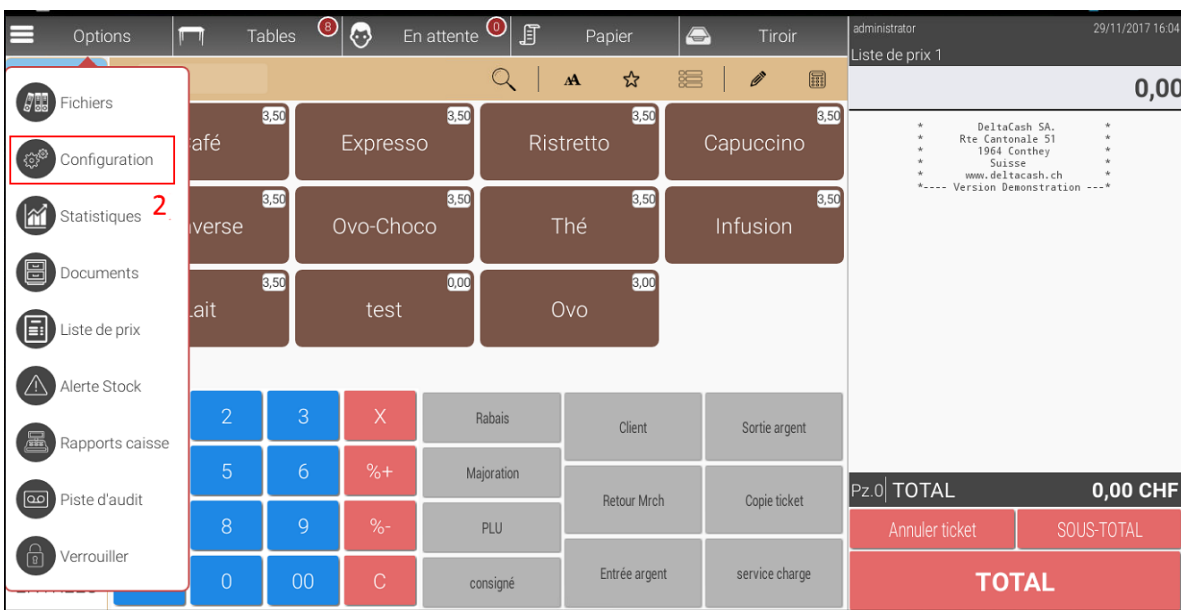 Options
Tables
8
En attente
0
Papier
Tiroir
administrator
29/11/2017 16:04
Liste de prix 1
0,00
Fichiers
Configuration
2.
Statistiques
Documents
Liste de prix
Alerte Stock
Rapports caisse
Piste d'audit
Verrouiller
AA
afé
3,50
Expresso
3,50
Ristretto
3,50
Capuccino
3,50
verse
3,50
Ovo-Choco
3,50
Thé
3,50
Infusion
3,50
ait
3,50
test
0,00
Ovo
3,00
* DeltaCash SA. *
* Rte Cantonale 51 *
* 1964 Conthey *
* Suisse *
* www.deltacash.ch *
*---- Version Demonstration ---*
2
3
X
5
6
%+
8
9
%-
0
00
C
Rabais
Client
Sortie argent
Majoration
Retour Mrch
Copie ticket
PLU
consigné
Entrée argent
service charge
Pz.0 TOTAL
0,00 CHF
Annuler ticket
SOUS-TOTAL
TOTAL